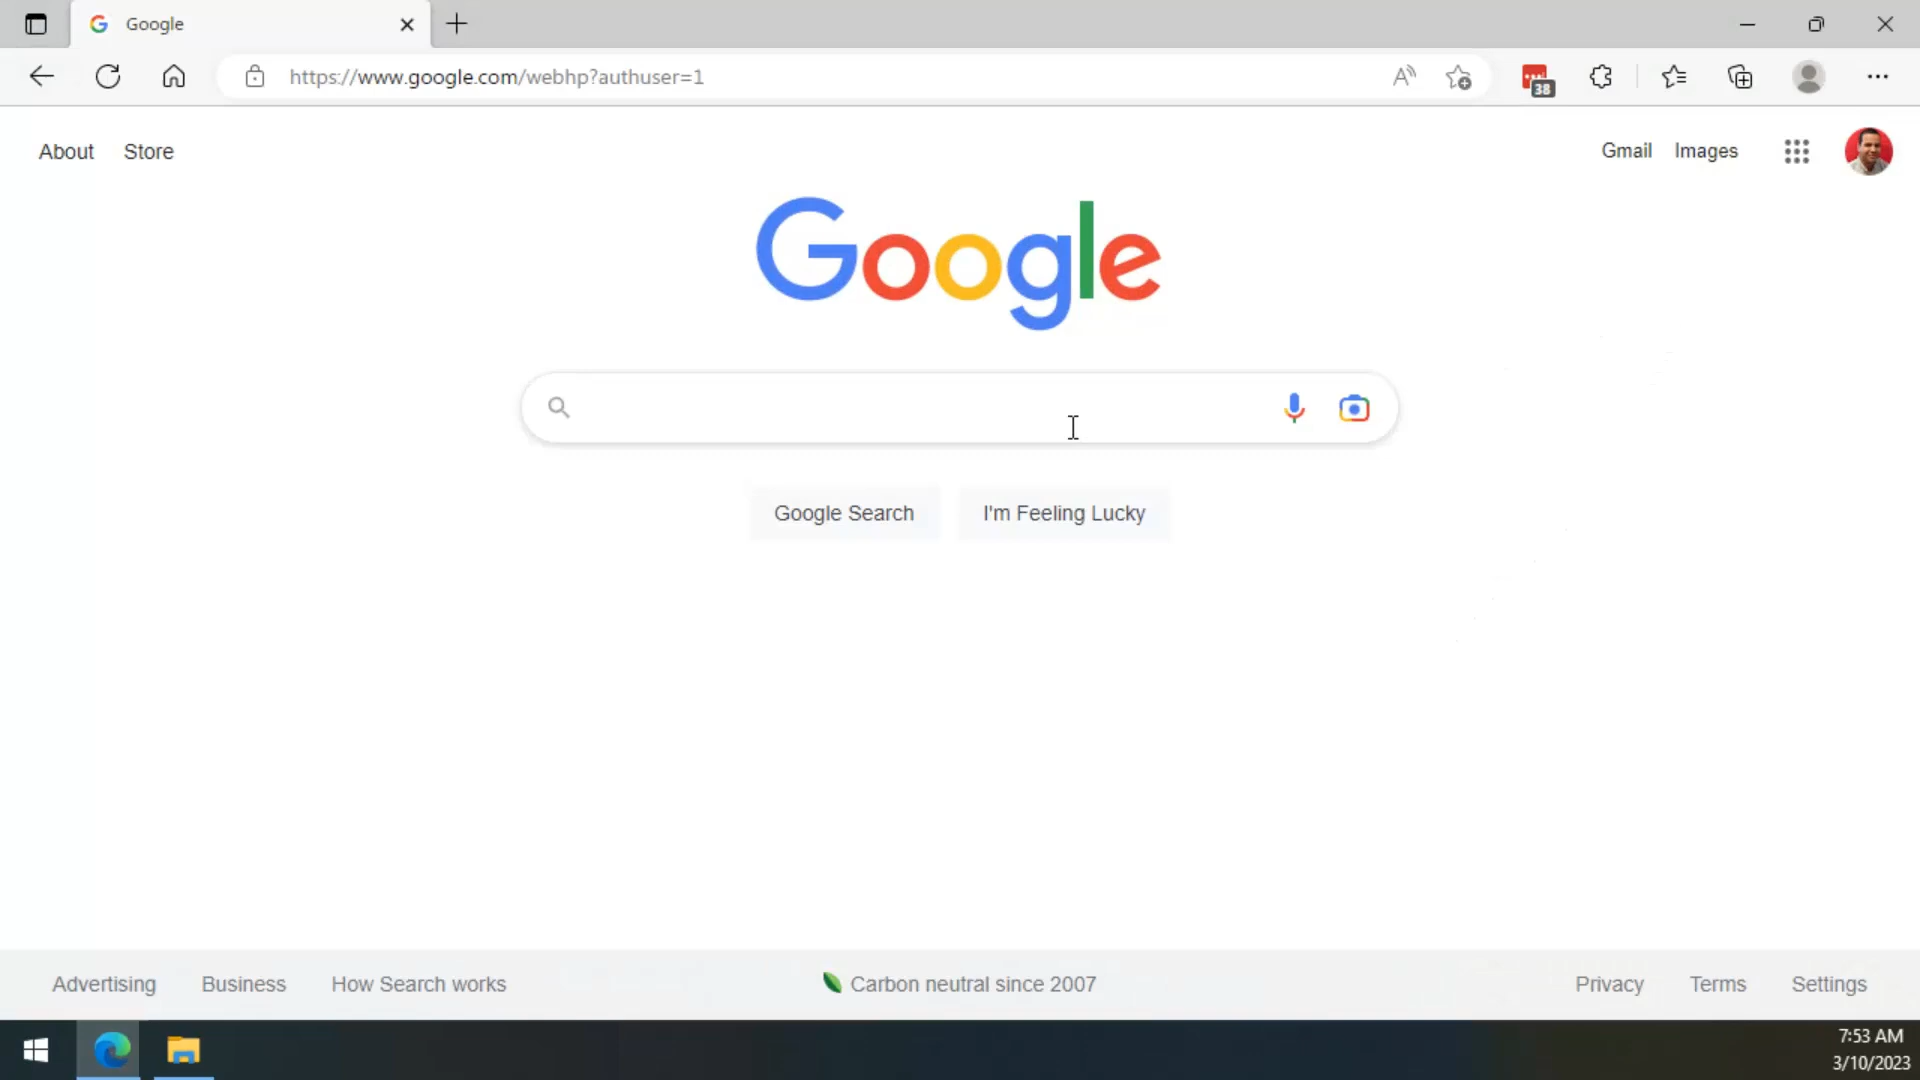 Google
https://www.google.com/webhp?authuser=1
38
About Store
Gmail Images
Google
Google Search I'm Feeling Lucky
Advertising Business How Search works
Carbon neutral since 2007
Privacy Terms Settings
7:53 AM
3/10/2023